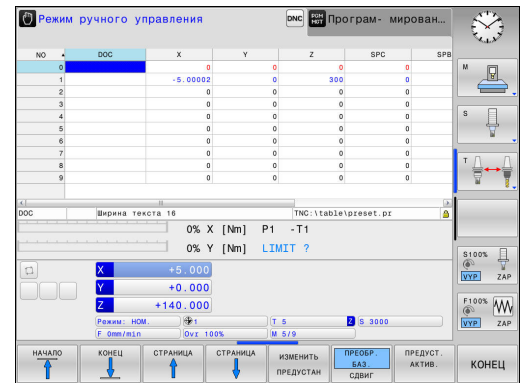 Режим ручного управления
DNC
PGM
НЕТ
Програм- мирован...
NO DOC X Y Z SPC SPB
0 0 0 0 0
1 -5.00002 0 300 0
2 0 0 0 0
3 0 0 0 0
4 0 0 0 0
5 0 0 0 0
6 0 0 0 0
7 0 0 0 0
8 0 0 0 0
9 0 0 0 0
DOC Ширина текста 16 TNC:\table\preset.pr
0% X [Nm] P1 -T1
0% Y [Nm] LIMIT ?
X +5.000
Y +0.000
Z +140.000
Режим: НОМ. 1 T 5 Z S 3000
F 0mm/min Ovr 100% M 5/9
M
S
T
S100%
VYP ZAP
F100%
VYP ZAP
НАЧАЛО
КОНЕЦ
СТРАНИЦА
СТРАНИЦА
ИЗМЕНИТЬ
ПРЕДУСТАН
ПРЕОБР.
БАЗ.
СДВИГ
ПРЕДУСТ.
АКТИВ.
КОНЕЦ